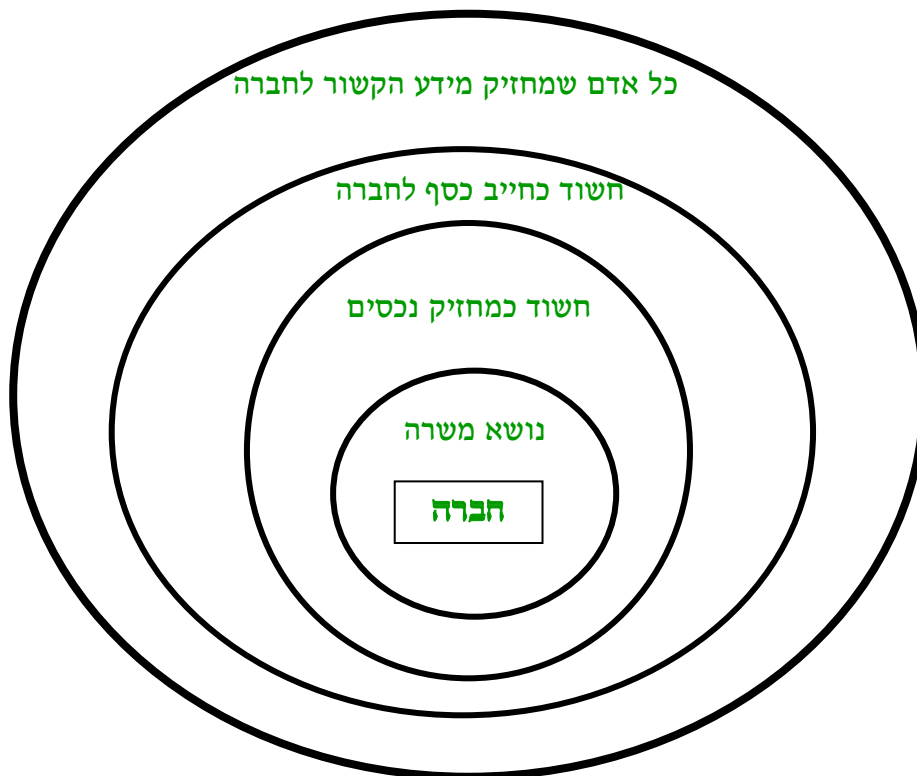 כל אדם שמחזיק מידע הקשור לחברה
חשוד כחייב כסף לחברה
חשוד כמחזיק נכסים
נושא משרה
חברה